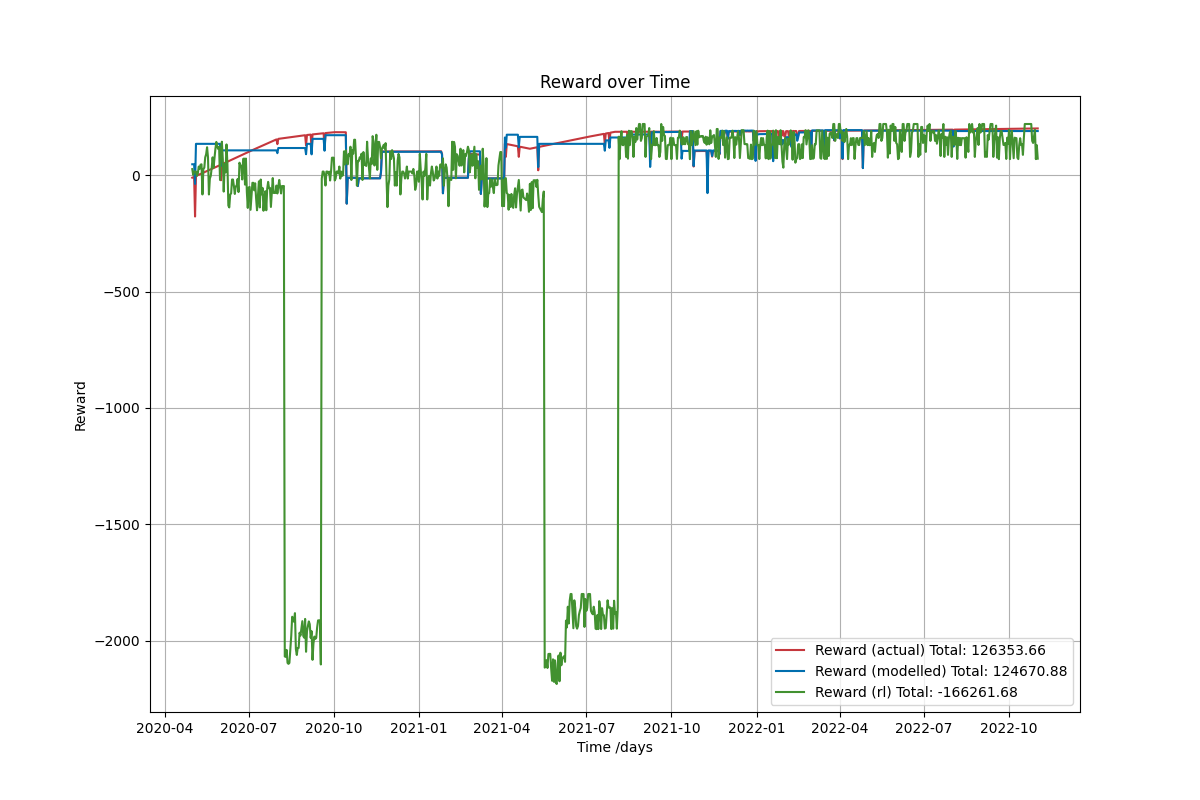 Reward over Time
Reward
0
−500
−1000
−1500
−2000
2020-04 2020-07 2020-10 2021-01 2021-04 2021-07 2021-10 2022-01 2022-04 2022-07 2022-10
Time /days
Reward (actual) Total: 126353.66
Reward (modelled) Total: 124670.88
Reward (rl) Total: -166261.68